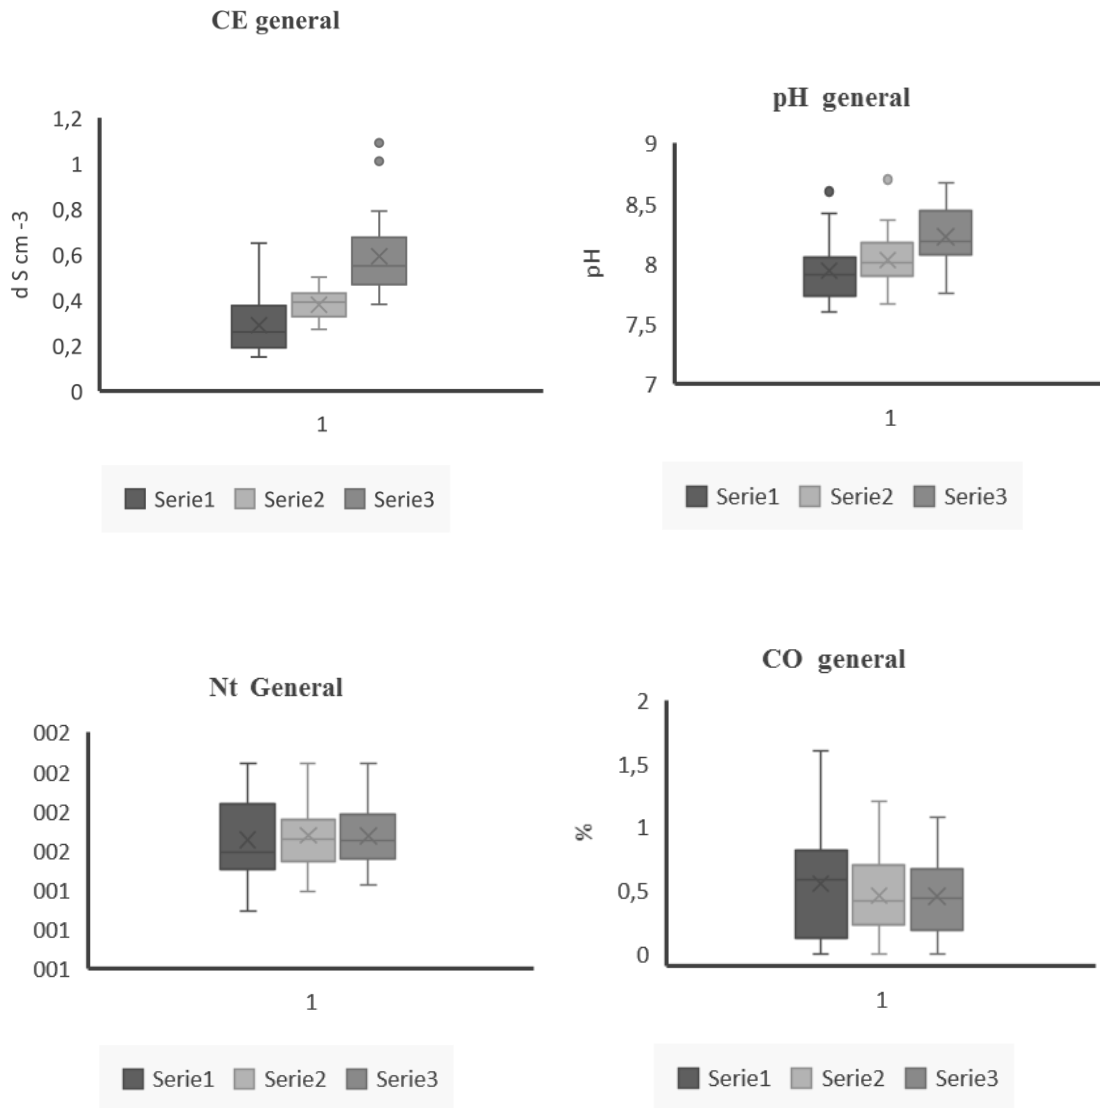 CE general
1,2
1
0,8
0,6
0,4
0,2
0
d S cm -3
1
Serie1 Serie2 Serie3
pH general
9
8,5
8
7,5
7
pH
1
Serie1 Serie2 Serie3
Nt General
002
002
002
002
001
001
001
1
Serie1 Serie2 Serie3
CO general
2
1,5
1
0,5
0
%
1
Serie1 Serie2 Serie3